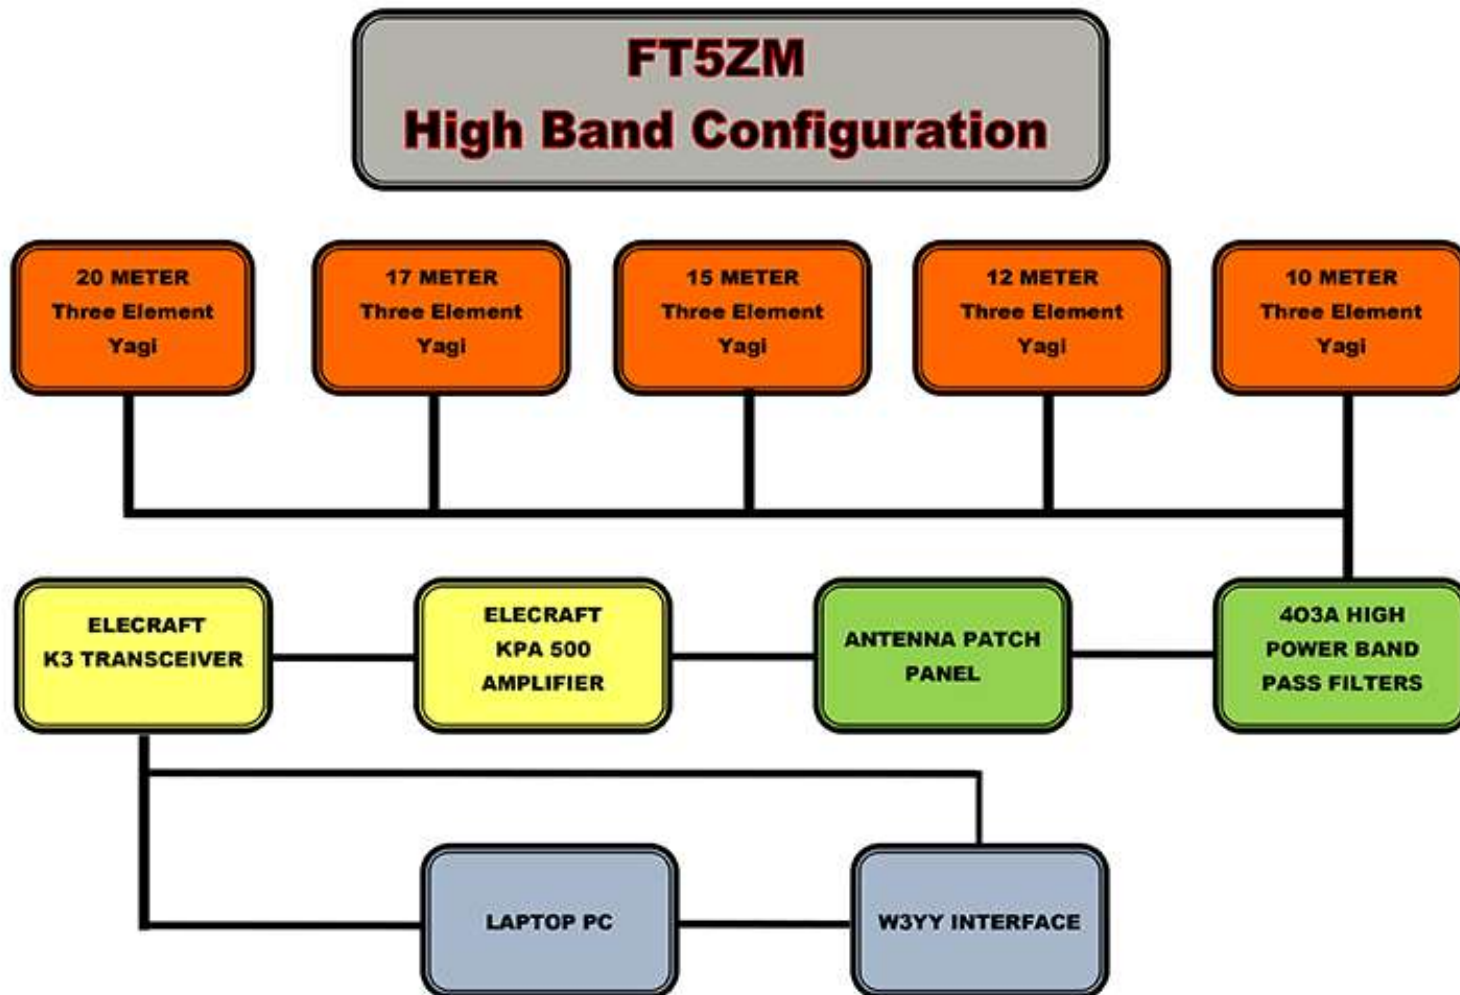 FT5ZM
High Band Configuration
20 METER
Three Element
Yagi
17 METER
Three Element
Yagi
15 METER
Three Element
Yagi
12 METER
Three Element
Yagi
10 METER
Three Element
Yagi
ELECRAFT
K3 TRANSCEIVER
ELECRAFT
KPA 500
AMPLIFIER
ANTENNA PATCH
PANEL
4O3A HIGH
POWER BAND
PASS FILTERS
LAPTOP PC
W3YY INTERFACE